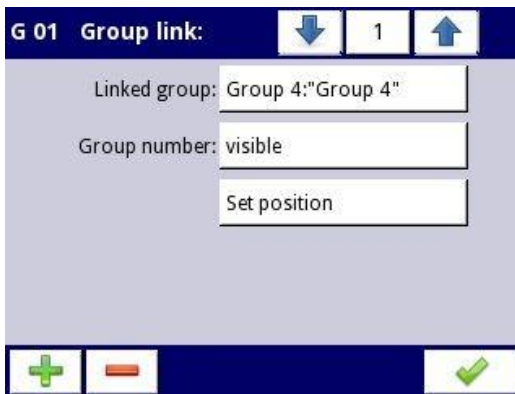 G 01 Group link: 1
Linked group: Group 4:"Group 4"
Group number: visible
Set position